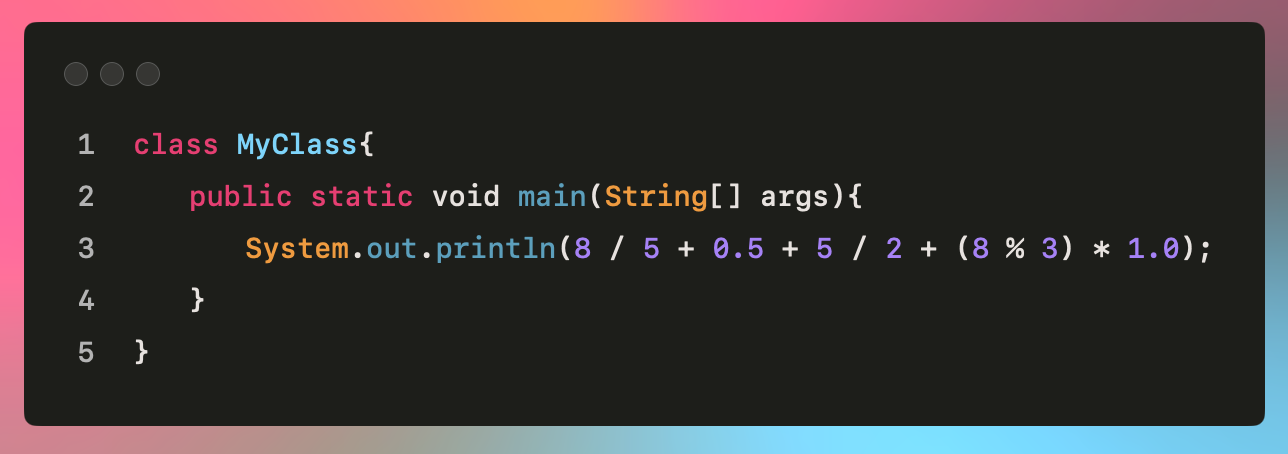 1 class MyClass{
2 public static void main(String[] args){
3 System.out.println(8 / 5 + 0.5 + 5 / 2 + (8 % 3) * 1.0);
4 }
5 }